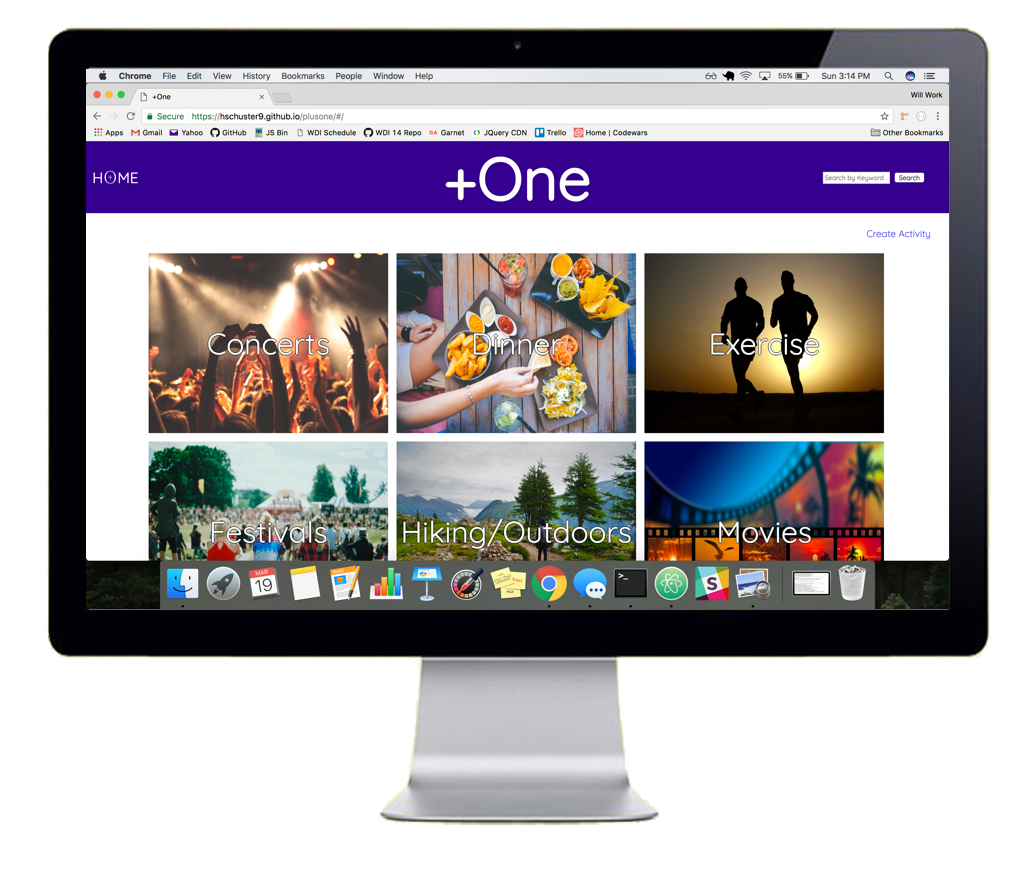 Chrome File Edit View History Bookmarks People Window Help 55% Sun 3:14 PM
+One Will Work
Secure https://hschuster9.github.io/plusone/#/
Apps Gmail Yahoo GitHub JS Bin WDI Schedule WDI 14 Repo GA Garnet JQuery CDN Trello Home | Codewars Other Bookmarks
HOME +One Search by Keyword Search
Create Activity
Concerts Dinner Exercise
Festivals Hiking/Outdoors Movies
MAR
19
>_
S